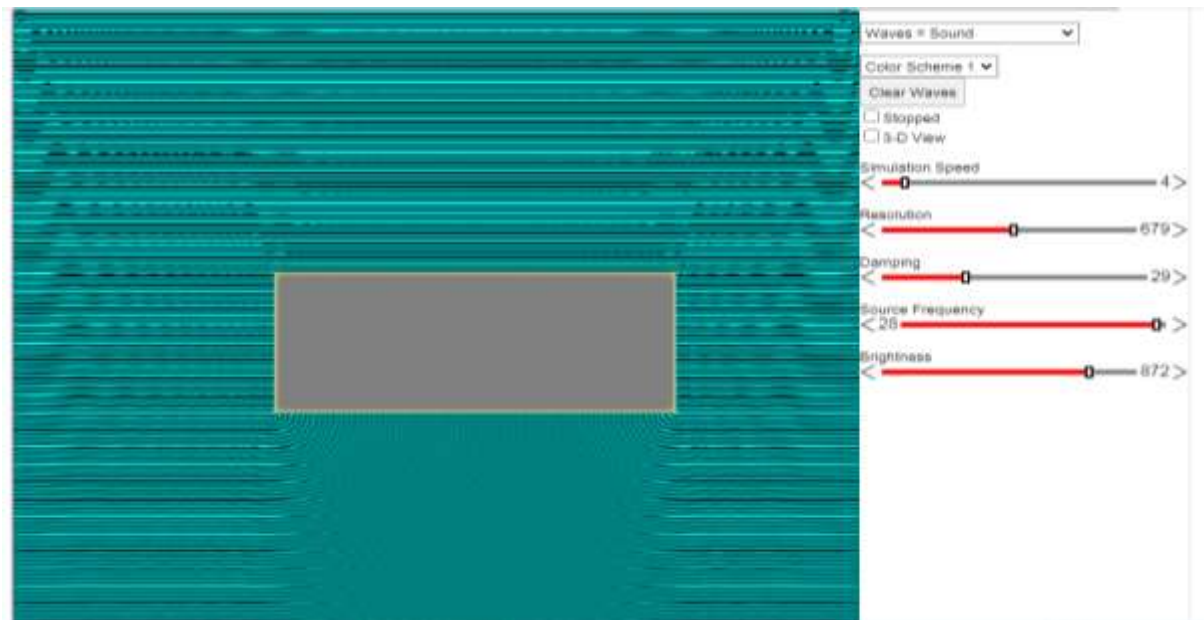 Waves = Sound
Color Scheme 1
Clear Waves
Stopped
3-D View
Simulation Speed
< 4 >
Resolution
< 679 >
Damping
< 29 >
Source Frequency
< 28 >
Brightness
< 872 >